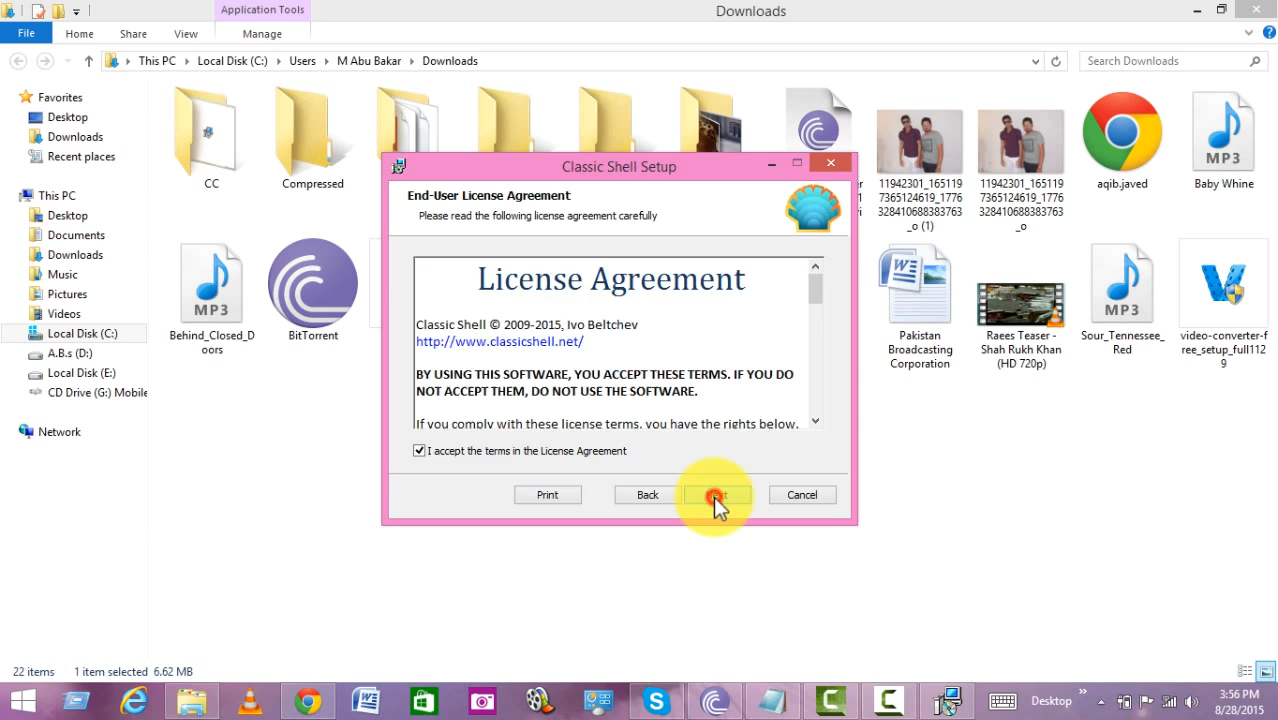 Application Tools
Downloads
File
Home
Share
View
Manage
This PC
Local Disk (C:)
Users
M Abu Bakar
Downloads
Search Downloads
Favorites
Desktop
Downloads
Recent places
This PC
Desktop
Documents
Downloads
Music
Pictures
Videos
Local Disk (C:)
A.B.s (D:)
Local Disk (E:)
CD Drive (G:) Mobile
Network
CC
Compressed
11942301_165119
7365124619_1776
328410688383763
_o (1)
11942301_165119
7365124619_1776
328410688383763
_o
aqib.javed
MP3
Baby Whine
MP3
Behind_Closed_D
oors
BitTorrent
Pakistan
Broadcasting
Corporation
Raees Teaser -
Shah Rukh Khan
(HD 720p)
MP3
Sour_Tennessee_
Red
video-converter-f
ree_setup_full112
9
Classic Shell Setup
End-User License Agreement
Please read the following license agreement carefully
License Agreement
Classic Shell © 2009-2015, Ivo Beltchev
http://www.classicshell.net/
BY USING THIS SOFTWARE, YOU ACCEPT THESE TERMS. IF YOU DO
NOT ACCEPT THEM, DO NOT USE THE SOFTWARE.
If you comply with these license terms, you have the rights below.
I accept the terms in the License Agreement
Print
Back
Cancel
22 items
1 item selected
6.62 MB
Desktop
3:56 PM
8/28/2015